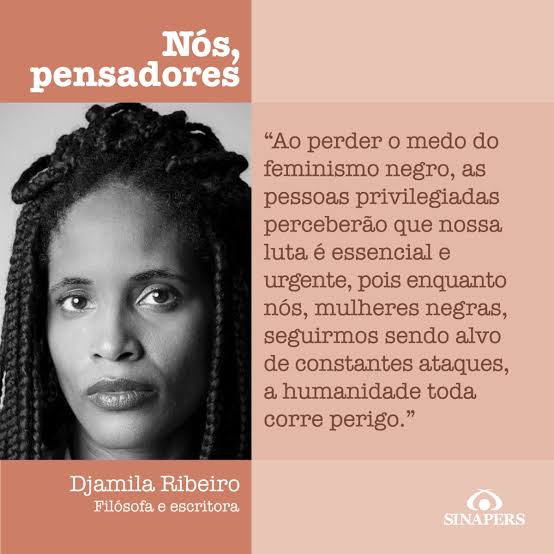 Nós,
pensadores
“Ao perder o medo do
feminismo negro, as
pessoas privilegiadas
perceberão que nossa
luta é essencial e
urgente, pois enquanto
nós, mulheres negras,
seguirmos sendo alvo
de constantes ataques,
a humanidade toda
corre perigo.”
Djamila Ribeiro
Filósofa e escritora
SINAPERS